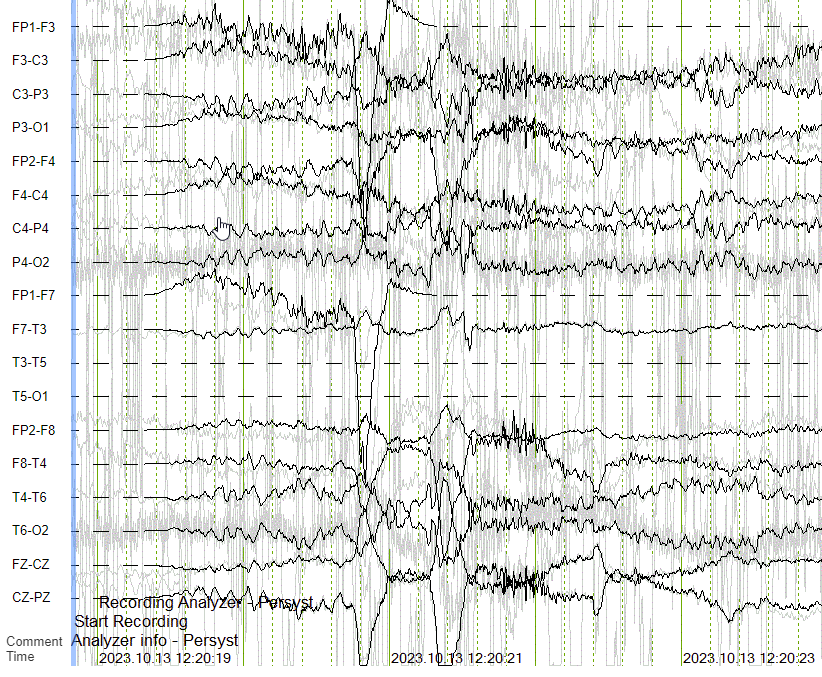 FP1-F3
F3-C3
C3-P3
P3-O1
FP2-F4
F4-C4
C4-P4
P4-O2
FP1-F7
F7-T3
T3-T5
T5-O1
FP2-F8
F8-T4
T4-T6
T6-O2
FZ-CZ
CZ-PZ
Recording Analyzer - Persyst
Start Recording
Comment Analyzer info - Persyst
Time 2023.10.13 12:20:19 2023.10.13 12:20:21 2023.10.13 12:20:23